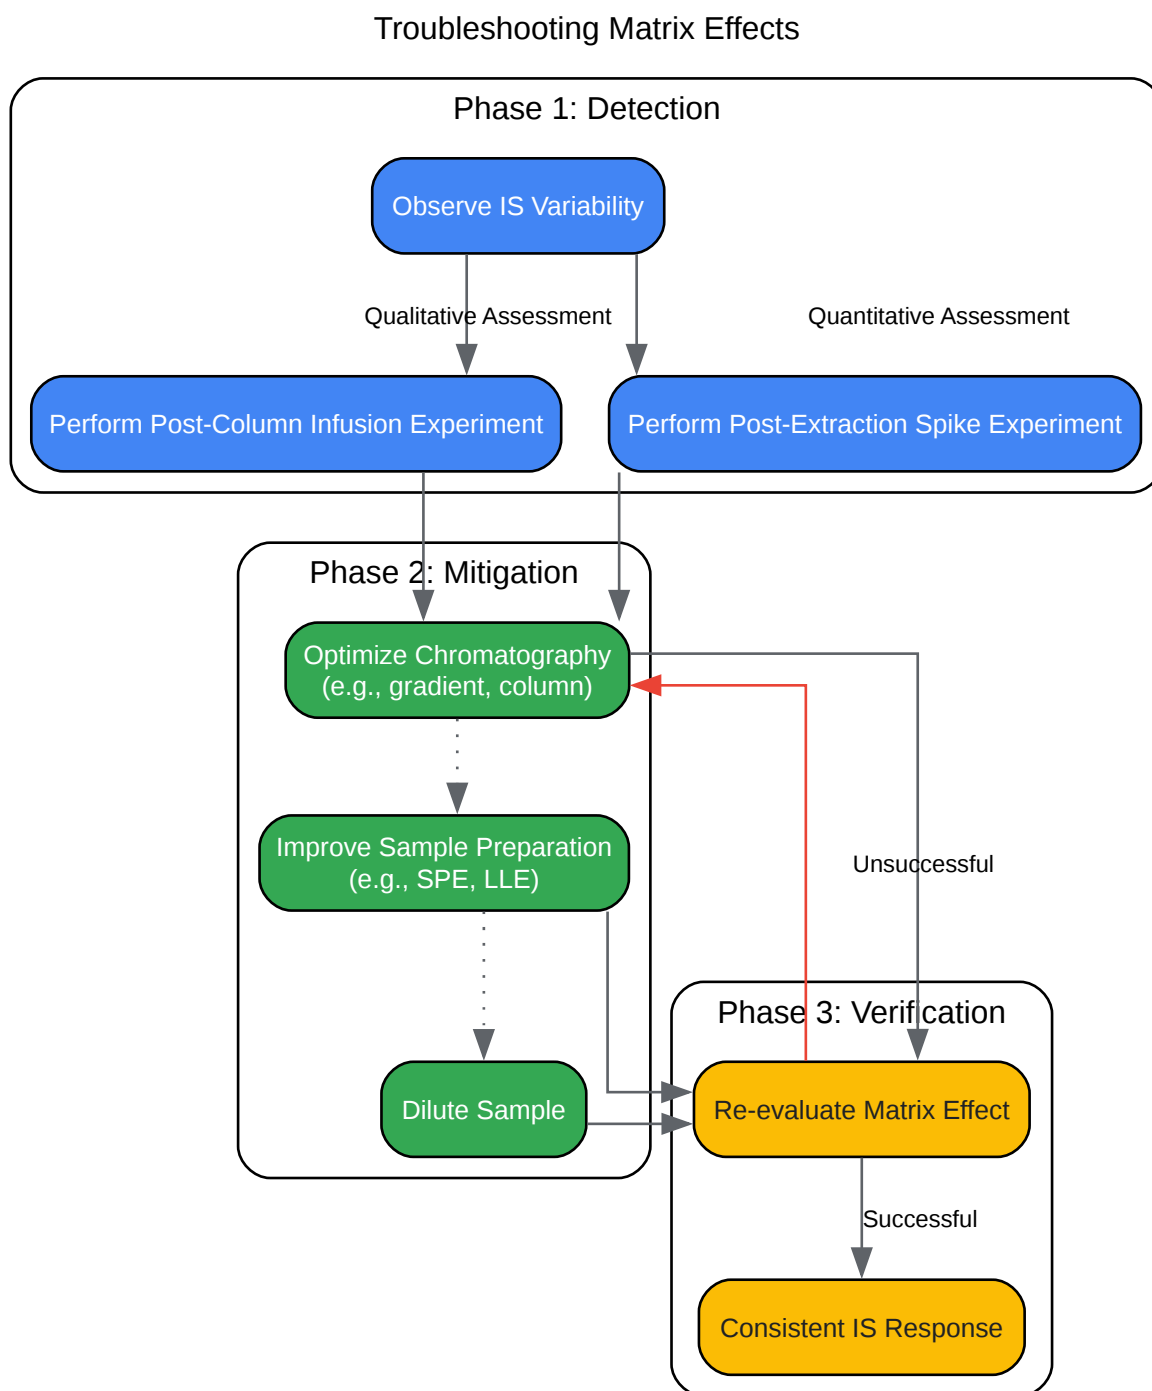 Troubleshooting Matrix Effects
Phase 1: Detection
Observe IS Variability
Qualitative Assessment
Quantitative Assessment
Perform Post-Column Infusion Experiment
Perform Post-Extraction Spike Experiment
Phase 2: Mitigation
Optimize Chromatography
(e.g., gradient, column)
Improve Sample Preparation
(e.g., SPE, LLE)
Unsuccessful
Phase 3: Verification
Dilute Sample
Re-evaluate Matrix Effect
Successful
Consistent IS Response